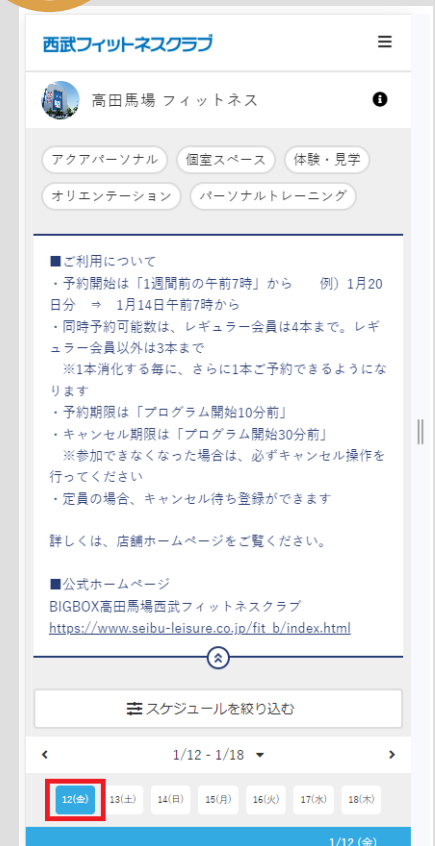 西武フィットネスクラブ
高田馬場 フィットネス
アクアパーソナル 個室スペース 体験・見学
オリエンテーション パーソナルトレーニング
■ご利用について
・予約開始は「1週間前の午前7時」から 例）1月20
日分 ⇒ 1月14日午前7時から
・同時予約可能数は、レギュラー会員は4本まで。レギ
ュラー会員以外は3本まで
※1本消化する毎に、さらに1本ご予約できるようにな
ります
・予約期限は「プログラム開始10分前」
・キャンセル期限は「プログラム開始30分前」
※参加できなくなった場合は、必ずキャンセル操作を
行ってください
・定員の場合、キャンセル待ち登録ができます
詳しくは、店舗ホームページをご覧ください。
■公式ホームページ
BIGBOX高田馬場西武フィットネスクラブ
https://www.seibu-leisure.co.jp/fit_b/index.html
スケジュールを絞り込む
1/12 - 1/18
12(金) 13(土) 14(日) 15(月) 16(火) 17(水) 18(木)
1/12 (金)